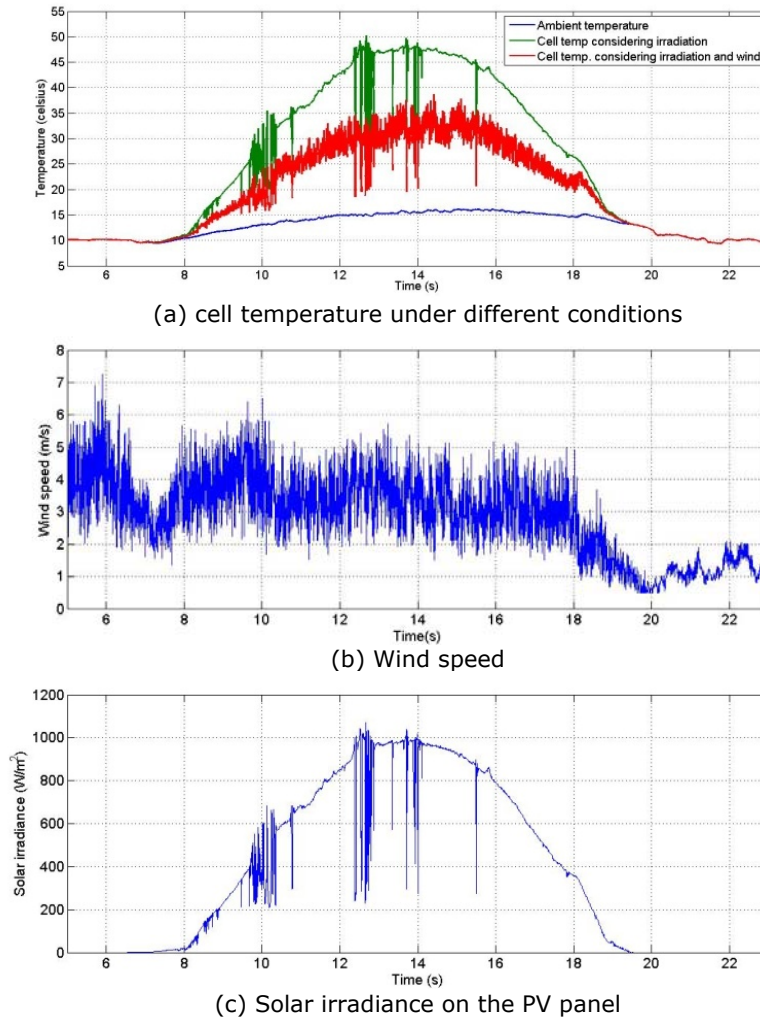 Ambient temperature
Cell temp considering irradiation
Cell temp. considering irradiation and wind
Temperature (celsius)
55
50
45
40
35
30
25
20
15
10
5
6 8 10 12 14 16 18 20 22
Time (s)
(a) cell temperature under different conditions
Wind speed (m/s)
8
7
6
5
4
3
2
1
0
6 8 10 12 14 16 18 20 22
Time(s)
(b) Wind speed
Solar irradiance (W/m²)
1200
1000
800
600
400
200
0
6 8 10 12 14 16 18 20 22
Time (s)
(c) Solar irradiance on the PV panel